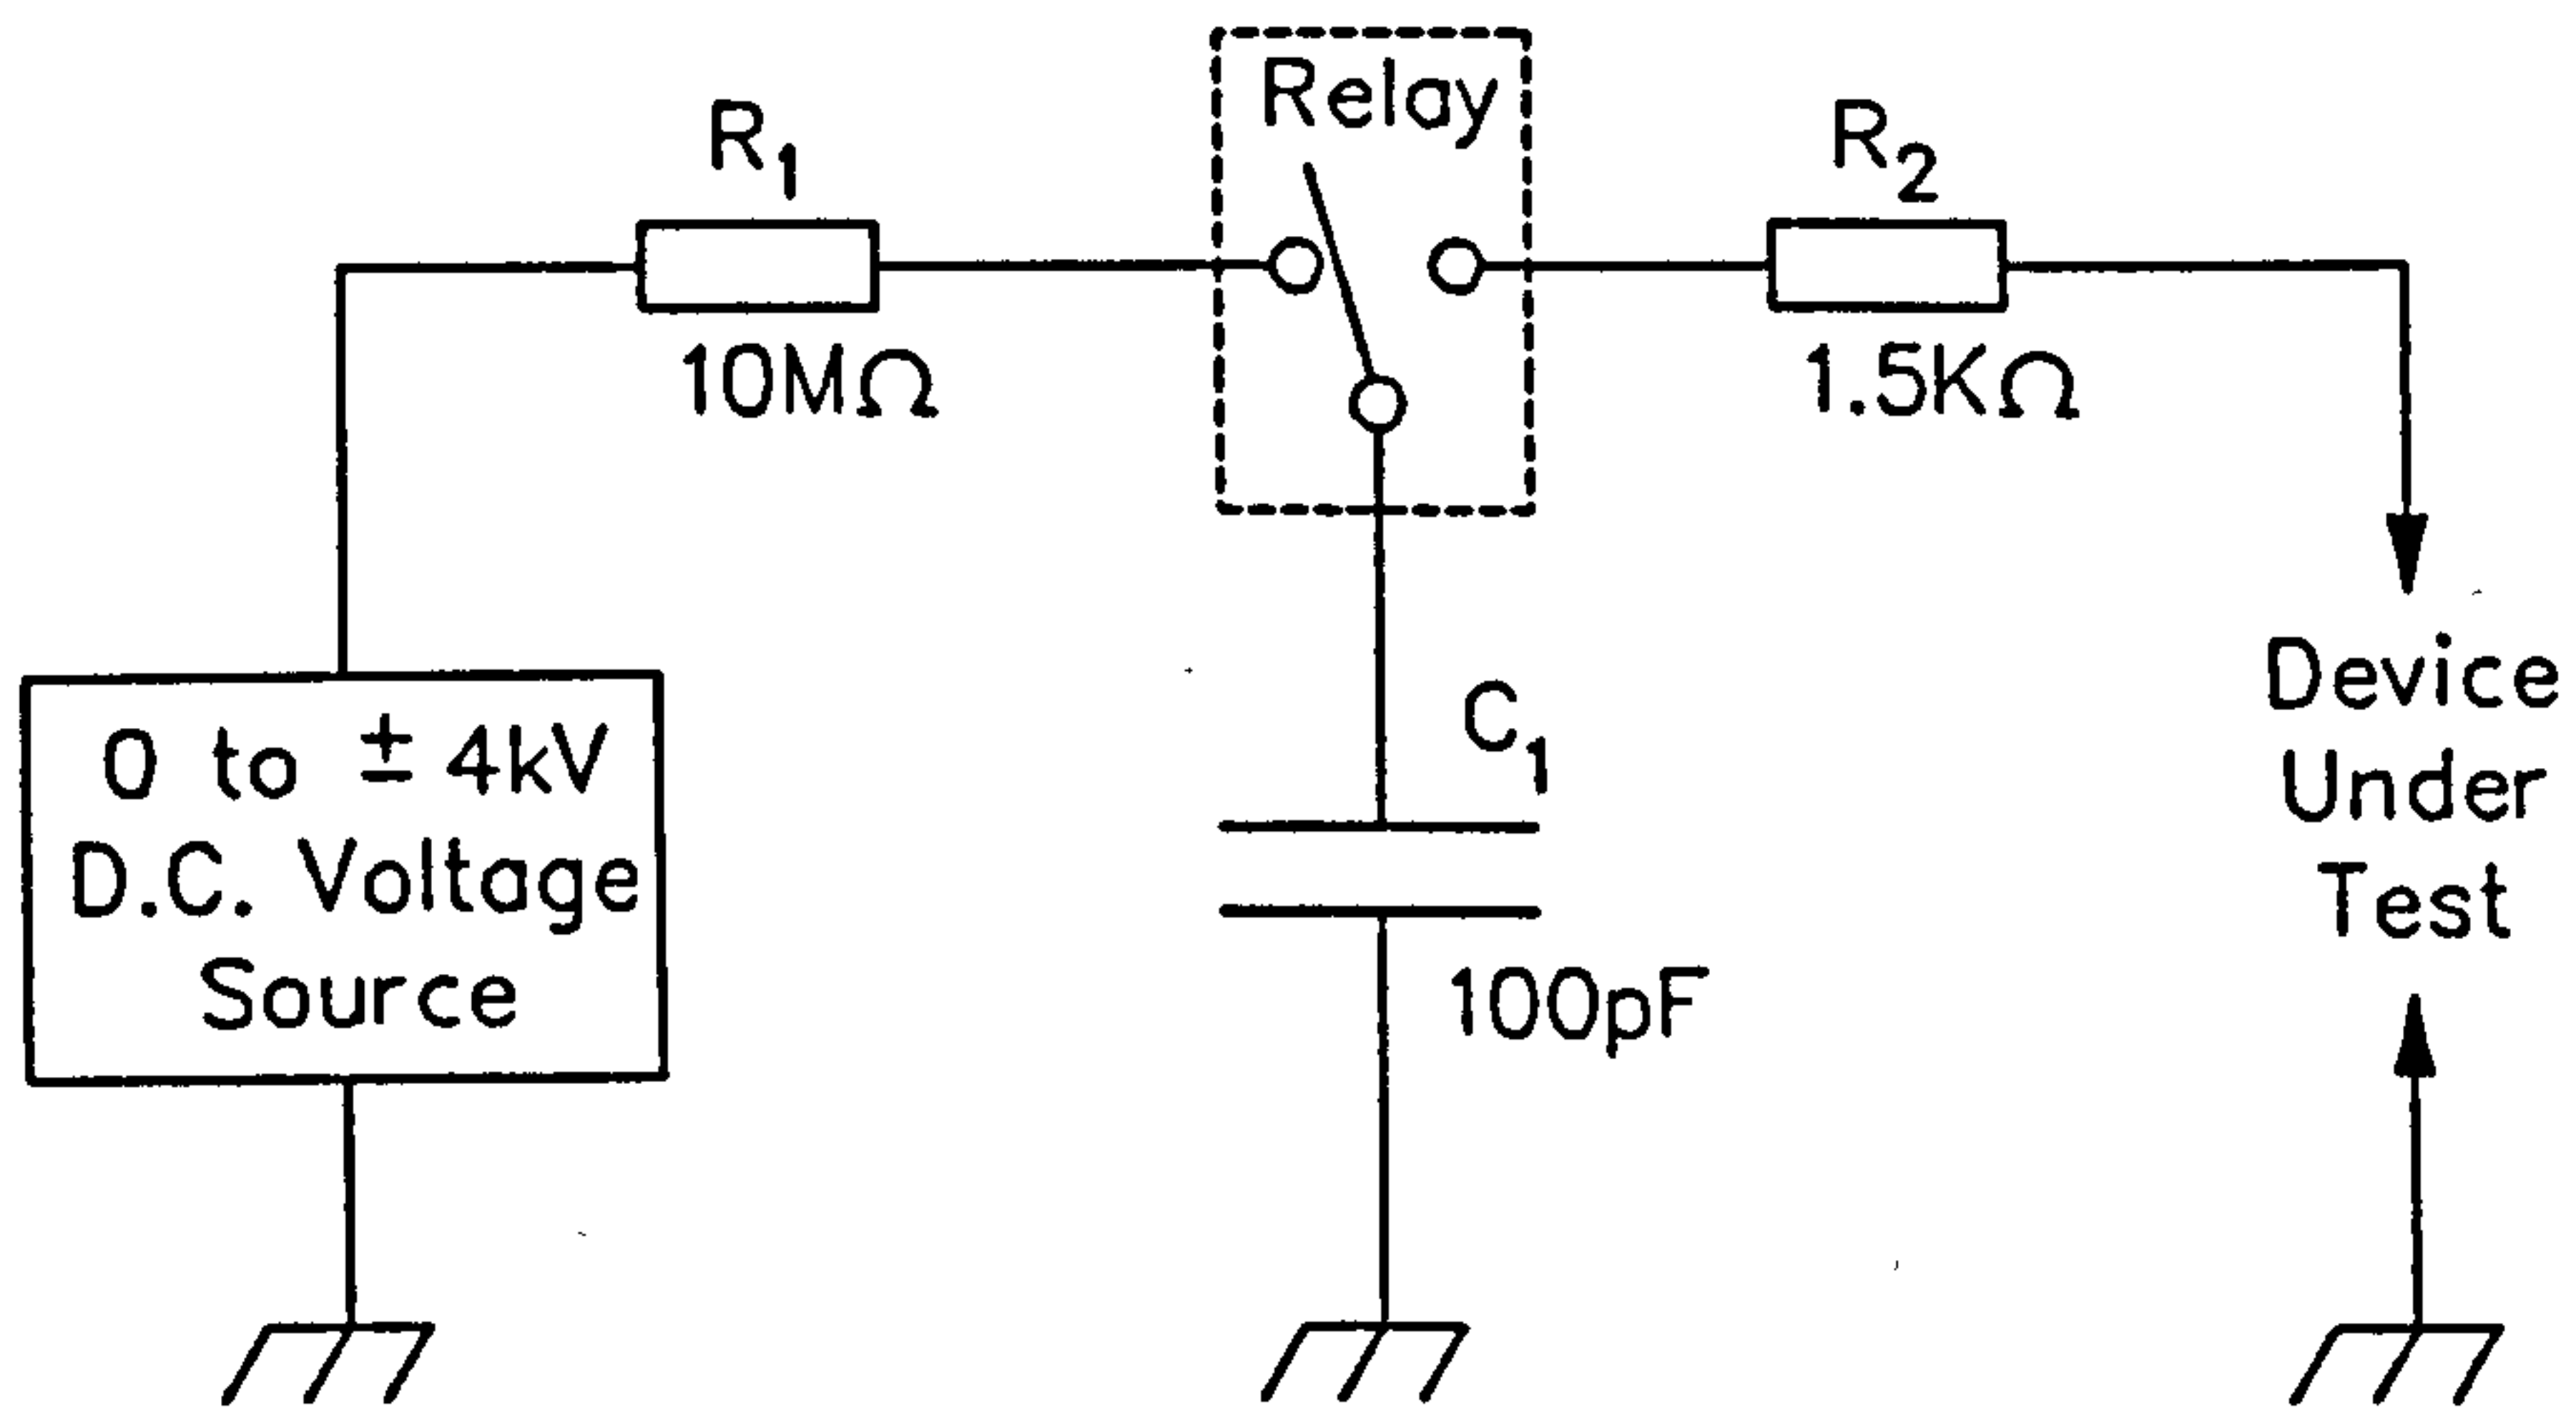 Relay
R₁
R₂
10MΩ
1.5KΩ
0 to ± 4kV
D.C. Voltage
Source
C₁
100pF
Device
Under
Test